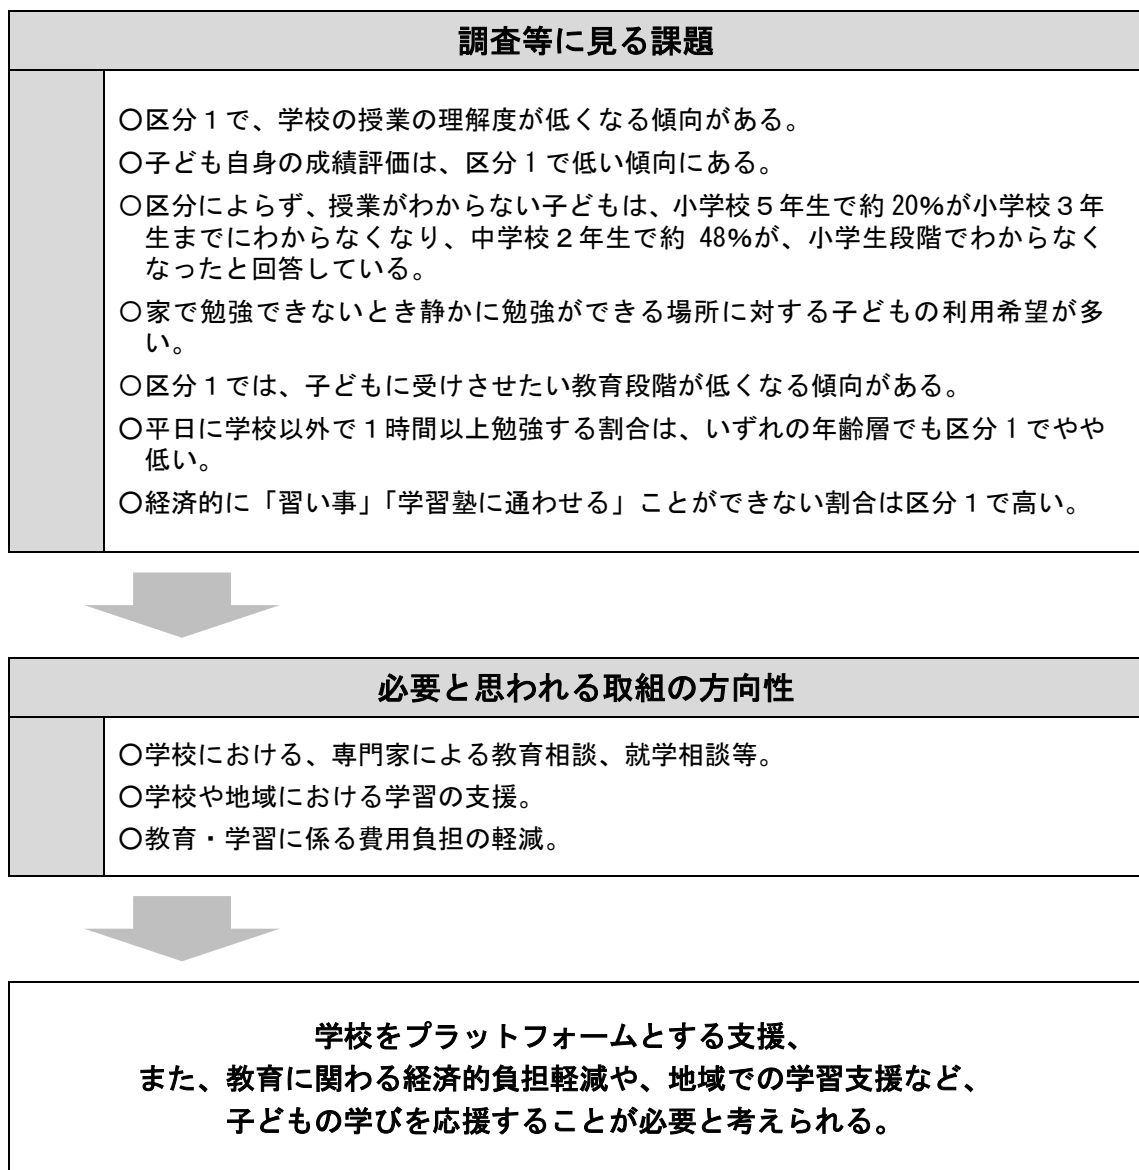 調査等に見る課題
〇区分１で、学校の授業の理解度が低くなる傾向がある。
〇子ども自身の成績評価は、区分１で低い傾向にある。
〇区分によらず、授業がわからない子どもは、小学校５年生で約 20%が小学校３年
生までにわからなくなり、中学校２年生で約 48%が、小学生段階でわからなく
なったと回答している。
〇家で勉強できないとき静かに勉強ができる場所に対する子どもの利用希望が多
い。
〇区分１では、子どもに受けさせたい教育段階が低くなる傾向がある。
〇平日に学校以外で１時間以上勉強する割合は、いずれの年齢層でも区分１でやや
低い。
〇経済的に「習い事」「学習塾に通わせる」ことができない割合は区分１で高い。
必要と思われる取組の方向性
〇学校における、専門家による教育相談、就学相談等。
〇学校や地域における学習の支援。
〇教育・学習に係る費用負担の軽減。
学校をプラットフォームとする支援、
また、教育に関わる経済的負担軽減や、地域での学習支援など、
子どもの学びを応援することが必要と考えられる。